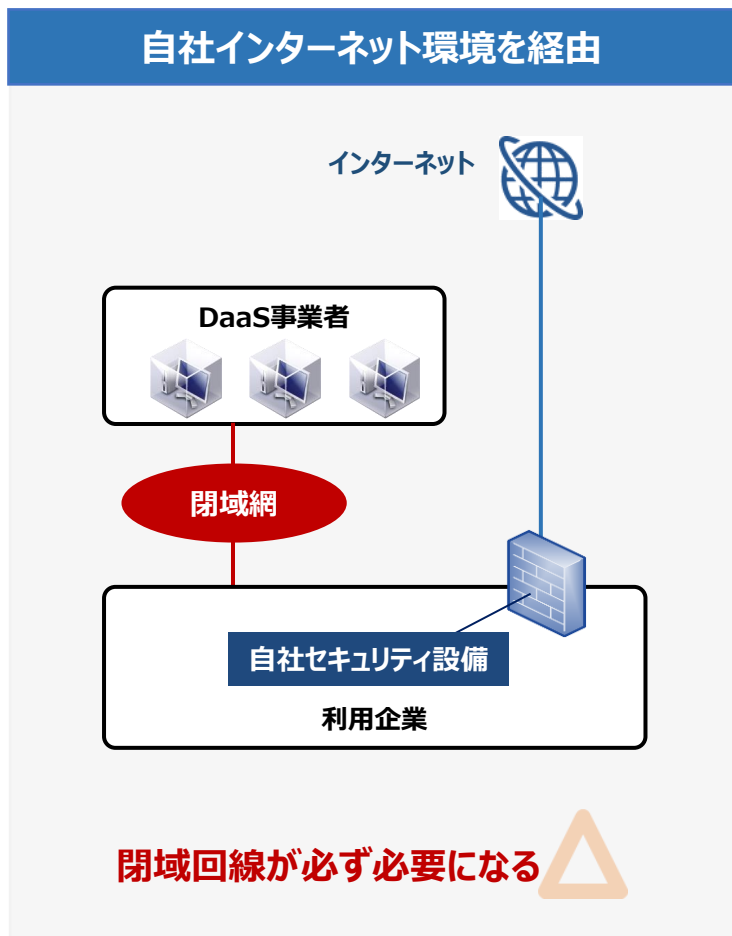 自社インターネット環境を経由
インターネット
DaaS事業者
閉域網
自社セキュリティ設備
利用企業
閉域回線が必ず必要になる